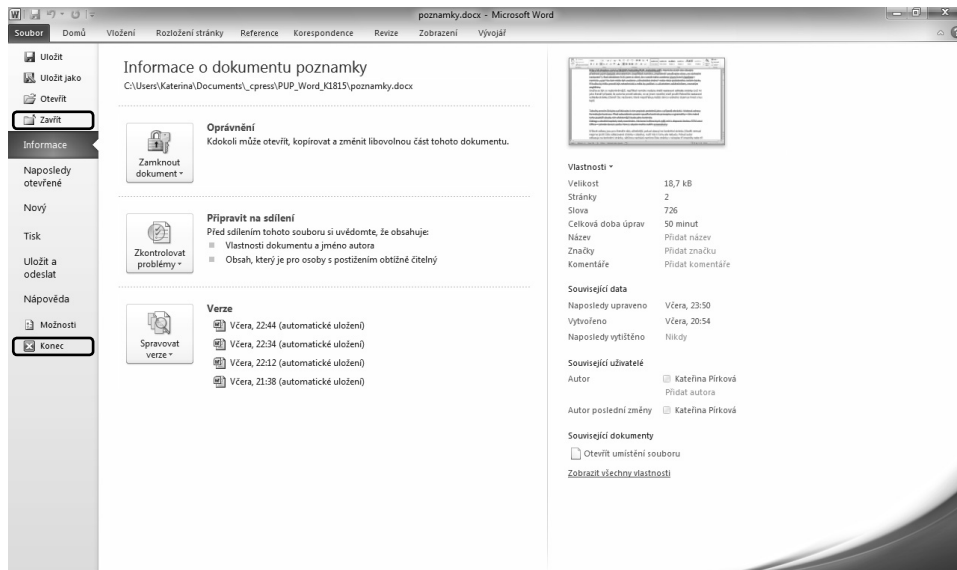 poznamky.docx - Microsoft Word
Soubor Domů Vložení Rozložení stránky Reference Korespondence Revize Zobrazení Vývojář
Uložit
Uložit jako
Otevřít
Zavřít
Informace
Naposledy
otevřené
Nový
Tisk
Uložit a
odeslat
Nápověda
Možnosti
Konec
Informace o dokumentu poznamky
C:\Users\Katerina\Documents\_cpress\PUP_Word_K1815\poznamky.docx
Zamknout
dokument
Oprávnění
Kdokoli může otevřít, kopírovat a změnit libovolnou část tohoto dokumentu.
Zkontrolovat
problémy
Připravit na sdílení
Před sdílením tohoto souboru si uvědomte, že obsahuje:
Vlastnosti dokumentu a jméno autora
Obsah, který je pro osoby s postižením obtížně čitelný
Spravovat
verze
Verze
Včera, 22:44 (automatické uložení)
Včera, 22:34 (automatické uložení)
Včera, 22:12 (automatické uložení)
Včera, 21:38 (automatické uložení)
Vlastnosti
Velikost 18,7 kB
Stránky 2
Slova 726
Celková doba úprav 50 minut
Název Přidat název
Značky Přidat značku
Komentáře Přidat komentáře
Související data
Naposledy upraveno Včera, 23:50
Vytvořeno Včera, 20:54
Naposledy vytištěno Nikdy
Související uživatelé
Autor Kateřina Pírková
Přidat autora
Autor poslední změny Kateřina Pírková
Související dokumenty
Otevřít umístění souboru
Zobrazit všechny vlastnosti